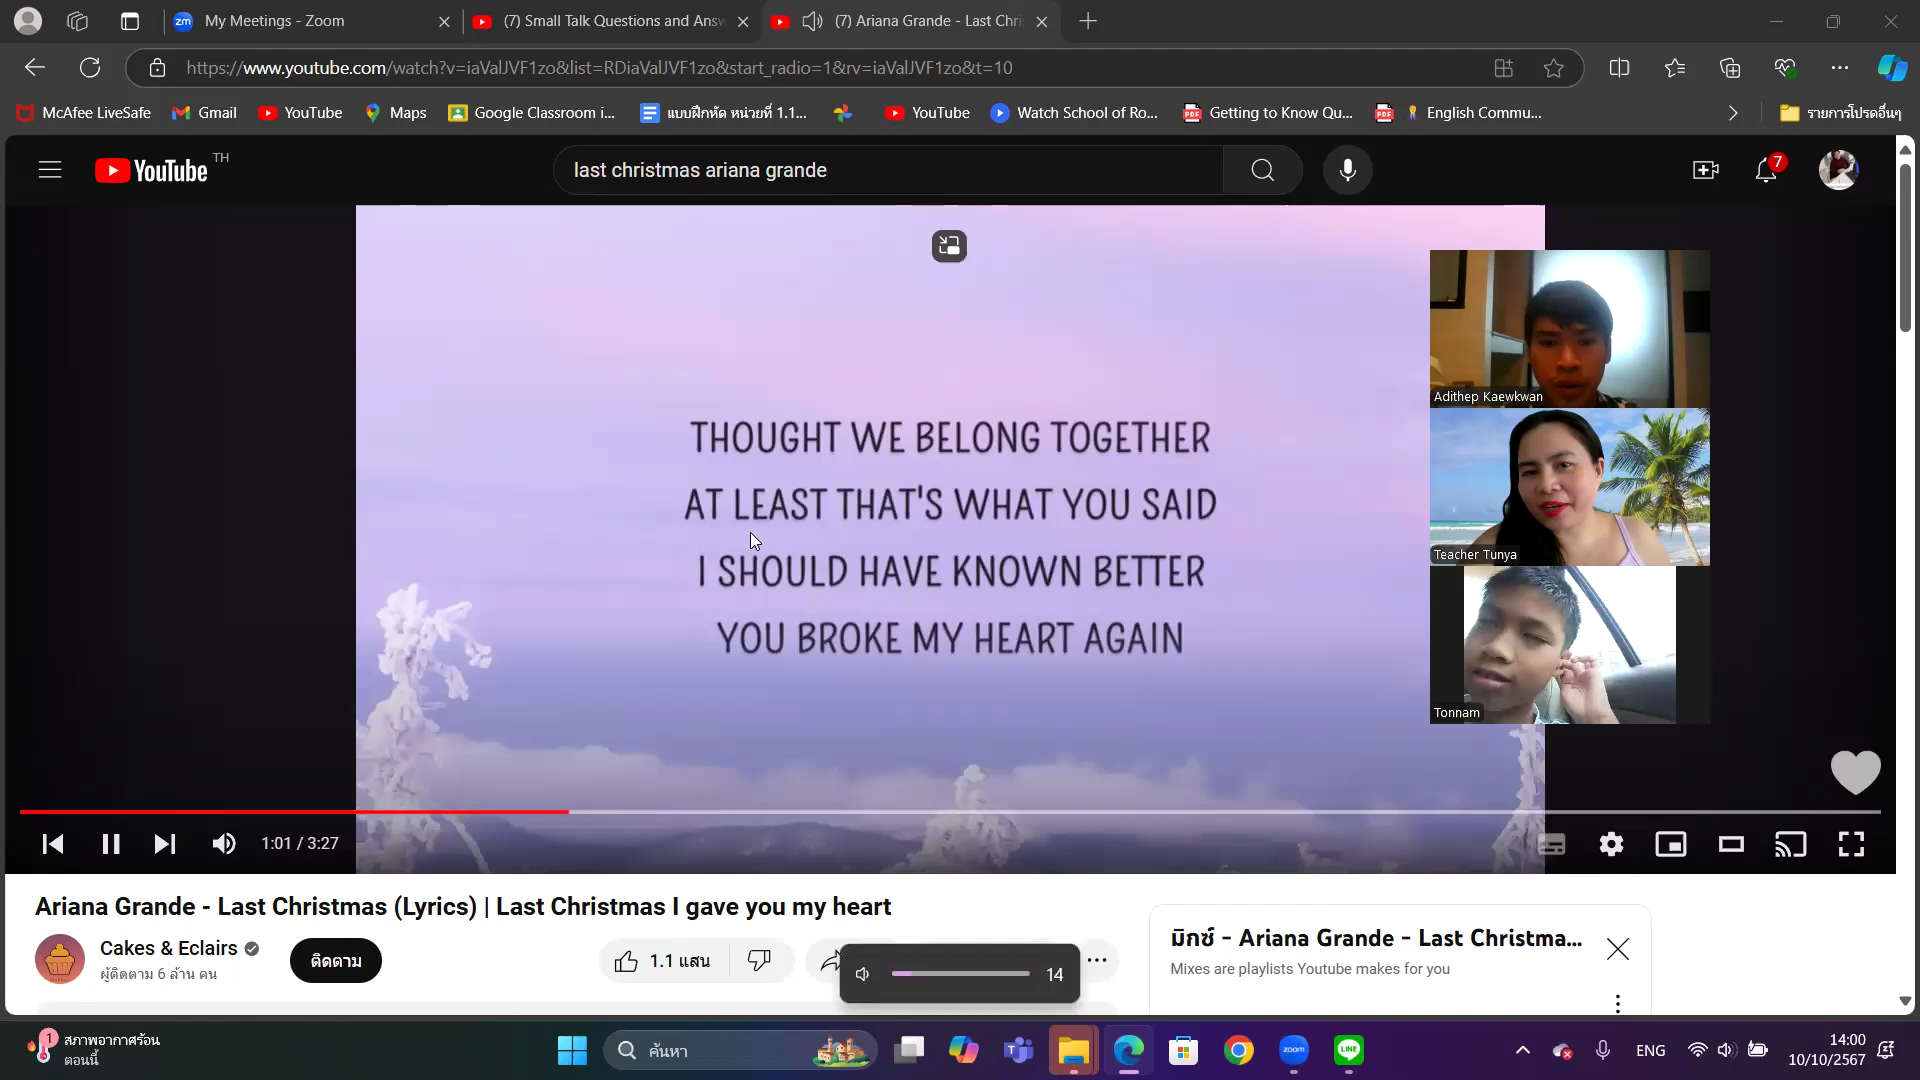 My Meetings - Zoom
(7) Small Talk Questions and Answ
(7) Ariana Grande - Last Chri
https://www.youtube.com/watch?v=iaValJVF1zo&list=RDiaValJVF1zo&start_radio=1&rv=iaValJVF1zo&t=10
McAfee LiveSafe
Gmail
YouTube
Maps
Google Classroom i...
แบบฝึกหัด หน่วยที่ 1.1...
YouTube
Watch School of Ro...
Getting to Know Qu...
English Commu...
รายการโปรดอื่นๆ
YouTube TH
last christmas ariana grande
7
THOUGHT WE BELONG TOGETHER
AT LEAST THAT'S WHAT YOU SAID
I SHOULD HAVE KNOWN BETTER
YOU BROKE MY HEART AGAIN
Adithep Kaewkwan
Teacher Tunya
Tonnam
1:01 / 3:27
Ariana Grande - Last Christmas (Lyrics) | Last Christmas I gave you my heart
Cakes & Eclairs
ผู้ติดตาม 6 ล้าน คน
ติดตาม
1.1 แสน
14
มิกซ์ - Ariana Grande - Last Christma...
Mixes are playlists Youtube makes for you
1
สภาพอากาศร้อน
ตอนนี้
ค้นหา
zoom
LINE
ENG
14:00
10/10/2567